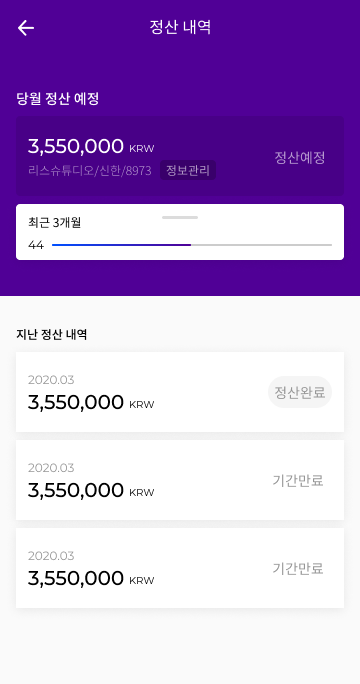 정산 내역
당월 정산 예정
3,550,000 KRW
정산예정
리스슈튜디오/신한/8973 정보관리
최근 3개월
44
지난 정산 내역
2020.03
3,550,000 KRW
정산완료
2020.03
3,550,000 KRW
기간만료
2020.03
3,550,000 KRW
기간만료